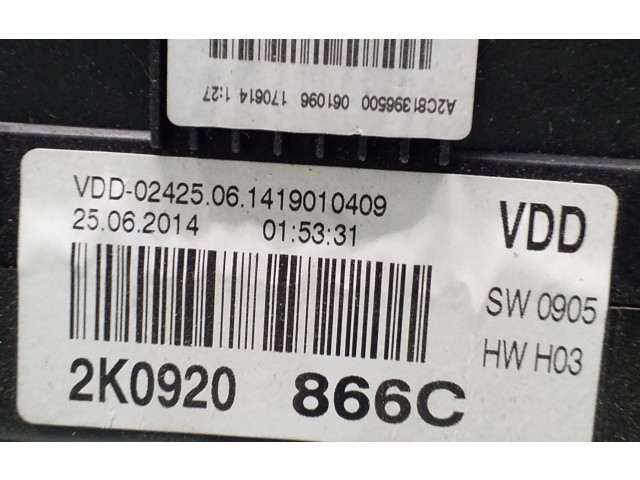 A2C81396500 061096 170614 1:27
VDD-02425.06.1419010409
25.06.2014 01:53:31
VDD
SW 0905
HW H03
2K0920 866C